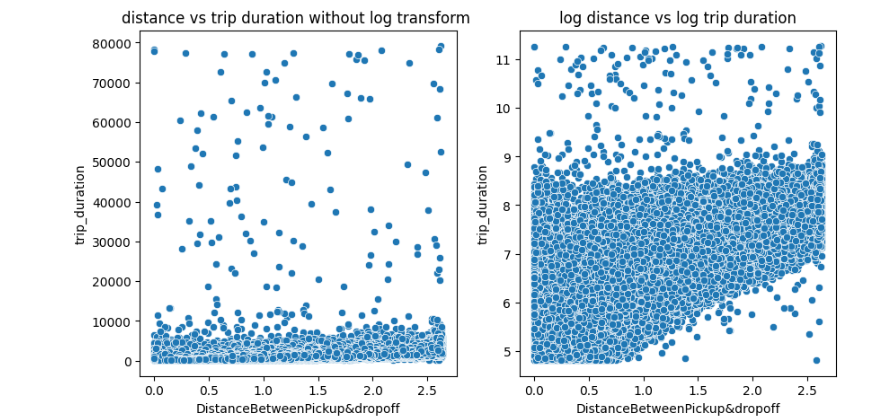 distance vs trip duration without log transform
80000
70000
60000
50000
40000
30000
20000
10000
0
trip_duration
0.0 0.5 1.0 1.5 2.0 2.5
DistanceBetweenPickup&dropoff
log distance vs log trip duration
11
10
9
8
7
6
5
trip_duration
0.0 0.5 1.0 1.5 2.0 2.5
DistanceBetweenPickup&dropoff